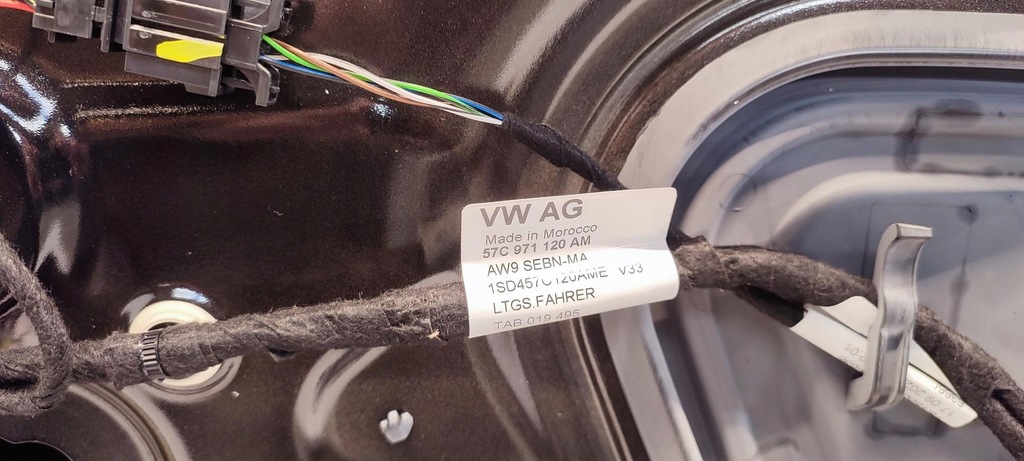 VW AG
Made in Morocco
57C 971 120 AM
AW9 SEBN-MA
1SD457C120AME V33
LTGS.FAHRER
TAB 019 495